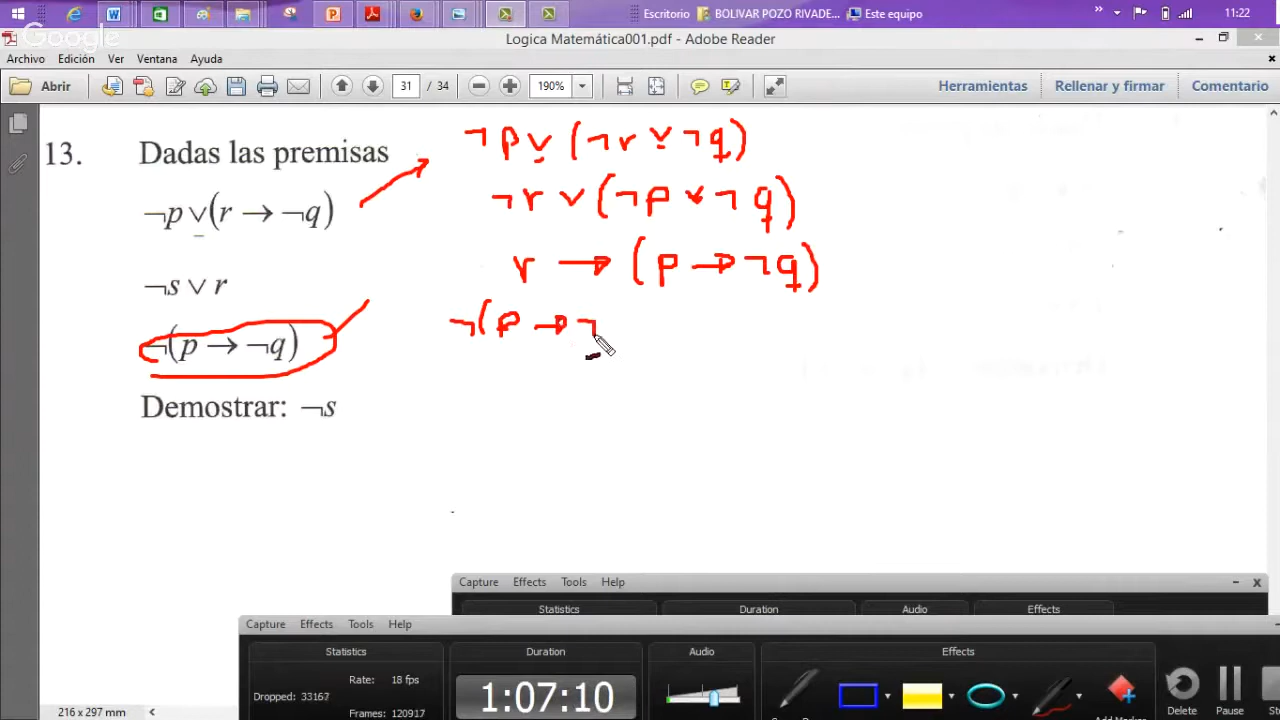 Escritorio
BOLIVAR POZO RIVADE...
Este equipo
11:22
Google
Logica Matemática001.pdf - Adobe Reader
Archivo Edición Ver Ventana Ayuda
Abrir
31 / 34
190%
Herramientas
Rellenar y firmar
Comentario
13. Dadas las premisas
¬p∨(r → ¬q)
¬s ∨ r
¬(p → ¬q)
Demostrar: ¬s
¬p∨(¬r∨¬q)
¬r∨(¬p∨¬q)
r → (p → ¬q)
¬(p → ¬
Capture Effects Tools Help
Statistics Duration Audio Effects
Capture Effects Tools Help
Statistics Duration Audio Effects
Rate: 18 fps
Dropped: 33167
Frames: 120917
1:07:10
Delete Pause
216 x 297 mm